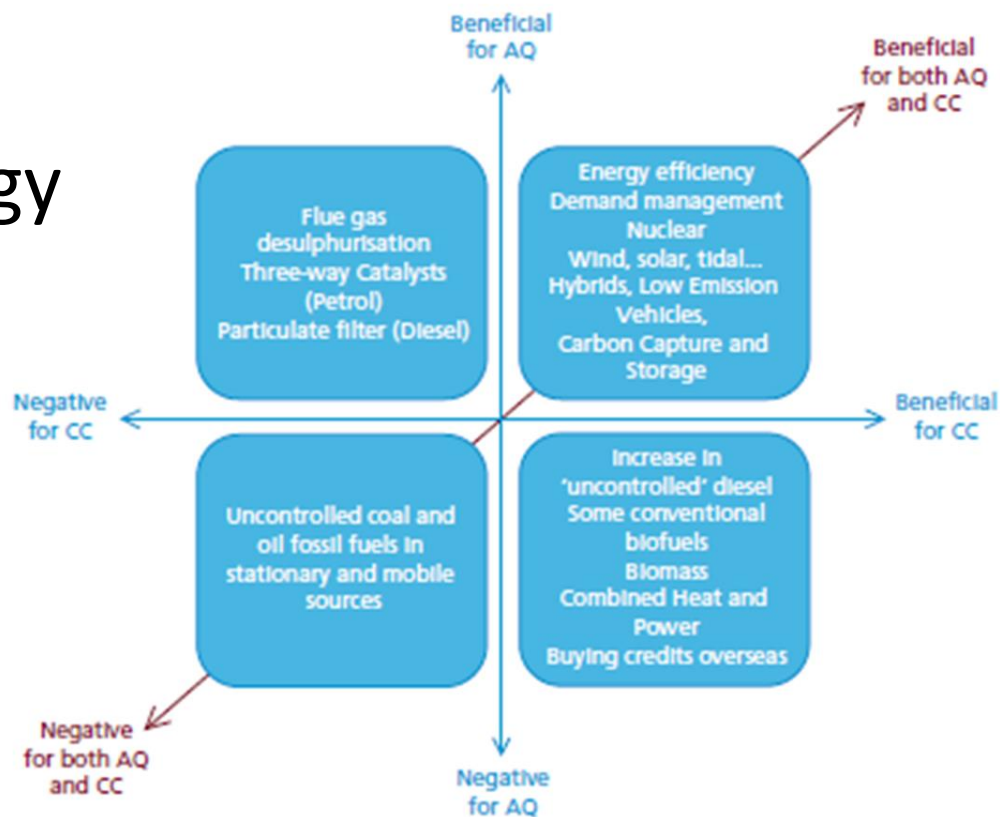 gy
Beneficial
for AQ
Beneficial
for both AQ
and CC
Flue gas
desulphurisation
Three-way Catalysts
(Petrol)
Particulate filter (Diesel)
Energy efficiency
Demand management
Nuclear
Wind, solar, tidal...
Hybrids, Low Emission
Vehicles,
Carbon Capture and
Storage
Negative
for CC
Beneficial
for CC
Uncontrolled coal and
oil fossil fuels in
stationary and mobile
sources
Increase in
‘uncontrolled’ diesel
Some conventional
biofuels
Biomass
Combined Heat and
Power
Buying credits overseas
Negative
for both AQ
and CC
Negative
for AQ